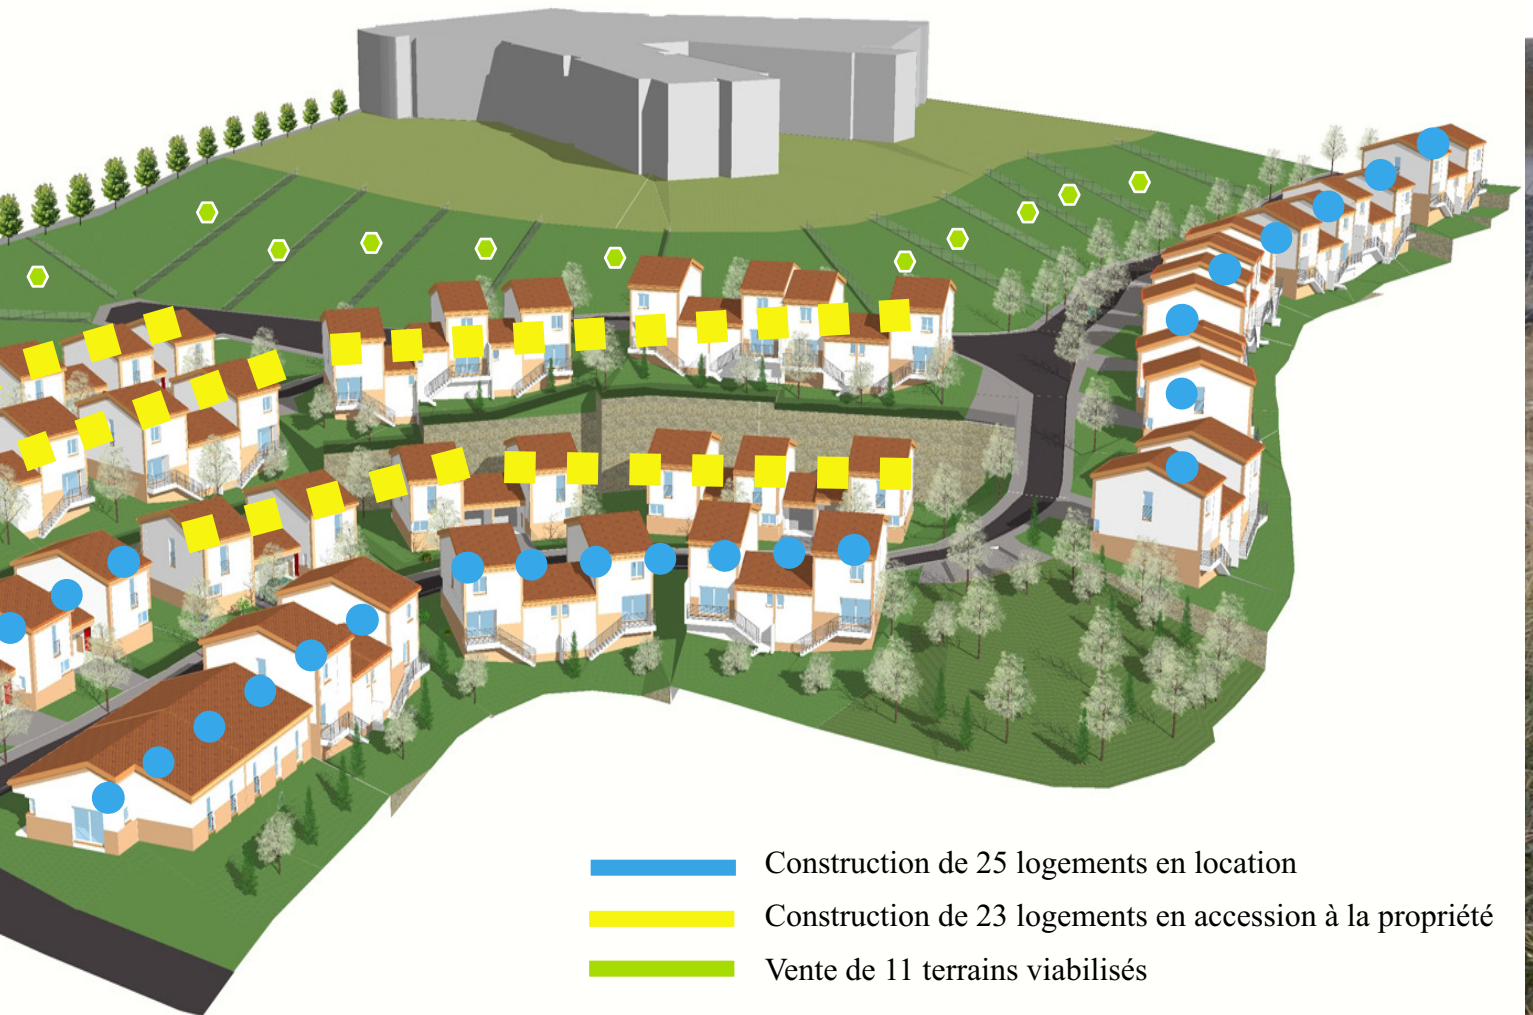 Construction de 25 logements en location
Construction de 23 logements en accession à la propriété
Vente de 11 terrains viabilisés